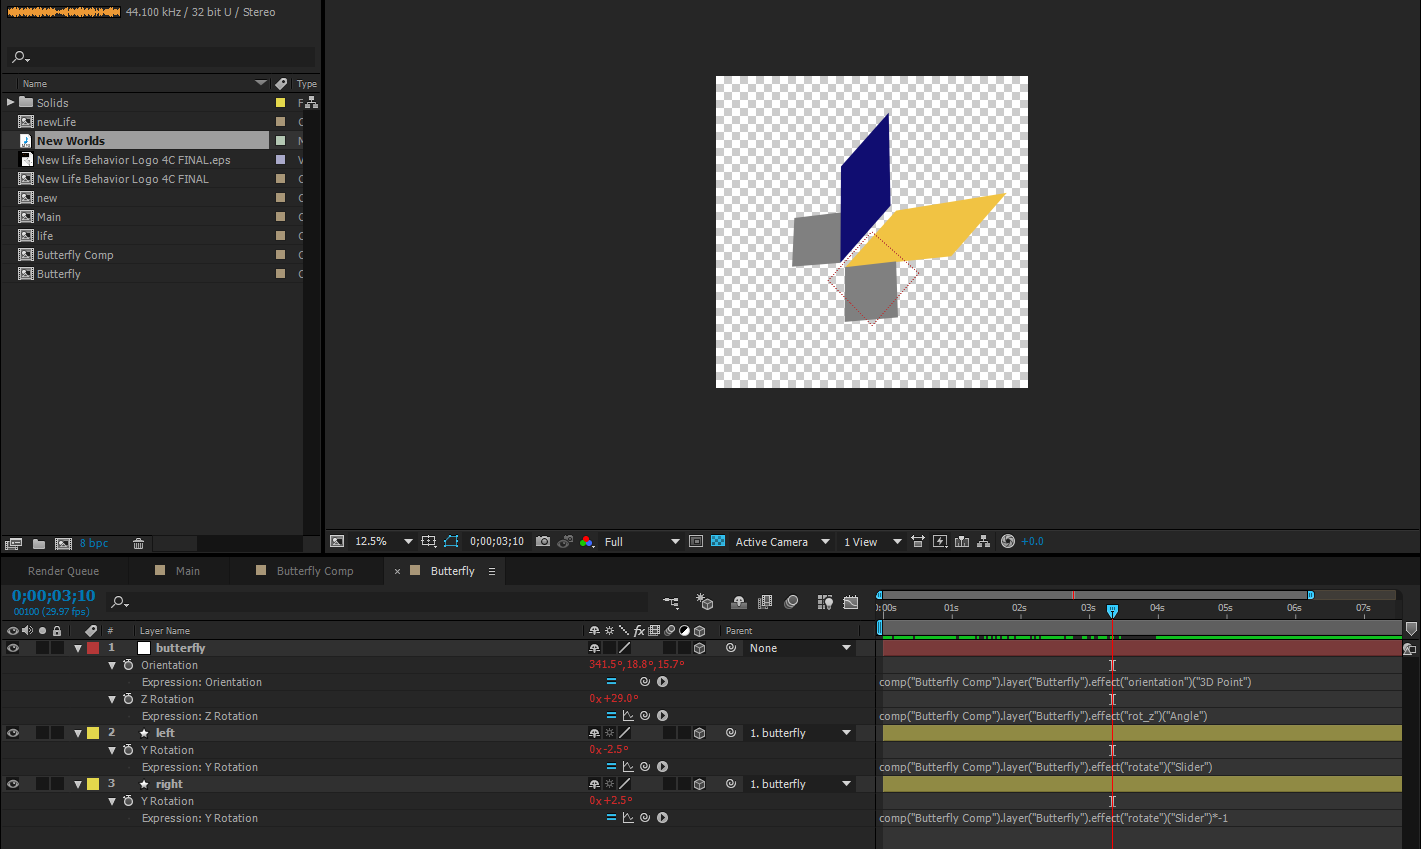 44.100 kHz / 32 bit U / Stereo
Name Type
Solids F
newLife C
New Worlds M
New Life Behavior Logo 4C FINAL.eps V
New Life Behavior Logo 4C FINAL C
new C
Main C
life C
Butterfly Comp C
Butterfly C
8 bpc
12.5% 0;00;03;10 Full Active Camera 1 View +0.0
Render Queue Main Butterfly Comp × Butterfly
0;00;03;10
00100 (29.97 fps)
):00s 01s 02s 03s 04s 05s 06s 07s
# Layer Name fx Parent
1 butterfly None
Orientation 341.5°,18.8°,15.7°
Expression: Orientation comp("Butterfly Comp").layer("Butterfly").effect("orientation")("3D Point")
Z Rotation 0x+29.0°
Expression: Z Rotation comp("Butterfly Comp").layer("Butterfly").effect("rot_z")("Angle")
2 left 1. butterfly
Y Rotation 0x-2.5°
Expression: Y Rotation comp("Butterfly Comp").layer("Butterfly").effect("rotate")("Slider")
3 right 1. butterfly
Y Rotation 0x+2.5°
Expression: Y Rotation comp("Butterfly Comp").layer("Butterfly").effect("rotate")("Slider")*-1